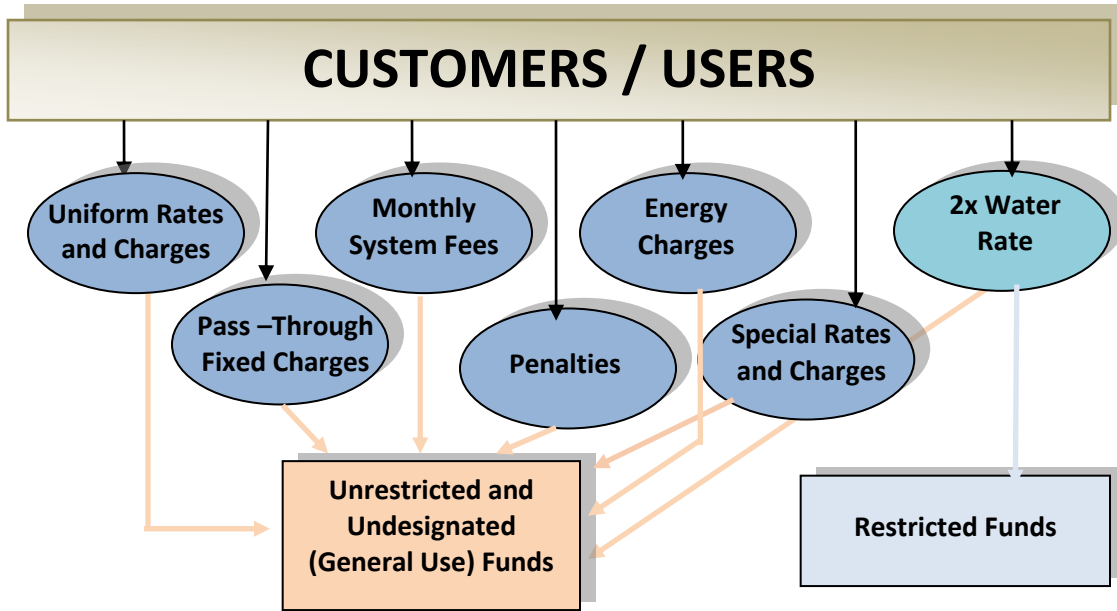 CUSTOMERS / USERS
Uniform Rates
and Charges
Monthly
System Fees
Energy
Charges
2x Water
Rate
Pass –Through
Fixed Charges
Penalties
Special Rates
and Charges
Unrestricted and
Undesignated
(General Use) Funds
Restricted Funds